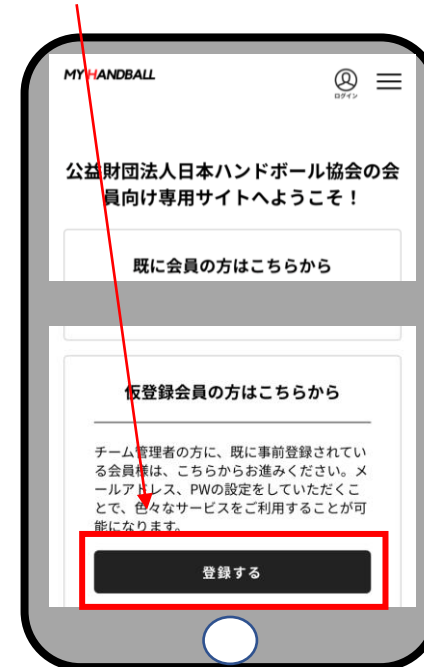 MY HANDBALL
ログイン
公益財団法人日本ハンドボール協会の会
員向け専用サイトへようこそ！
既に会員の方はこちらから
仮登録会員の方はこちらから
チーム管理者の方に、既に事前登録されてい
る会員様は、こちらからお進みください。メ
ールアドレス、PWの設定をしていただくこ
とで、色々なサービスをご利用することが可
能になります。
登録する